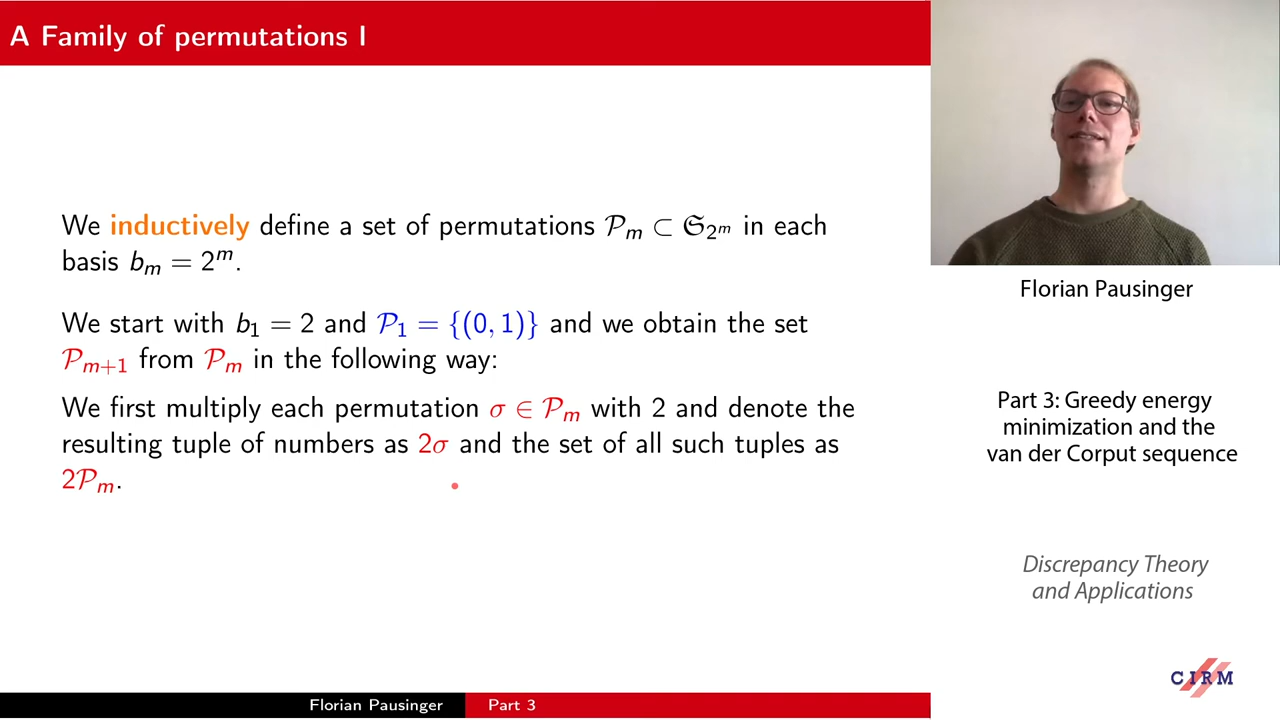 A Family of permutations I
We inductively define a set of permutations 𝒫ₘ ⊂ 𝔖_{2^m} in each
basis bₘ = 2^m.
We start with b₁ = 2 and 𝒫₁ = {(0, 1)} and we obtain the set
𝒫ₘ₊₁ from 𝒫ₘ in the following way:
We first multiply each permutation σ ∈ 𝒫ₘ with 2 and denote the
resulting tuple of numbers as 2σ and the set of all such tuples as
2𝒫ₘ.
Florian Pausinger
Part 3: Greedy energy
minimization and the
van der Corput sequence
Discrepancy Theory
and Applications
CIRM
Florian Pausinger Part 3